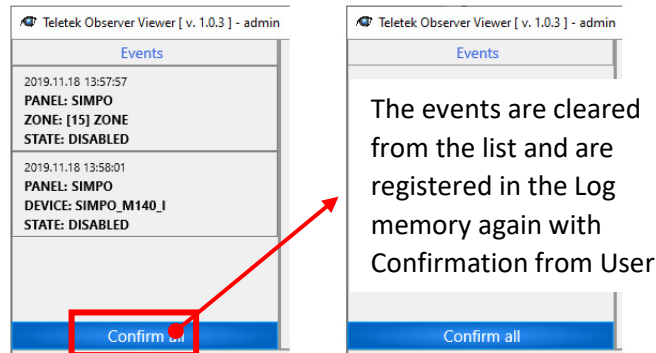 Teletek Observer Viewer [ v. 1.0.3 ] - admin
Events
2019.11.18 13:57:57
PANEL: SIMPO
ZONE: [15] ZONE
STATE: DISABLED
2019.11.18 13:58:01
PANEL: SIMPO
DEVICE: SIMPO_M140_I
STATE: DISABLED
Confirm all
Teletek Observer Viewer [ v. 1.0.3 ] - admin
Events
The events are cleared
from the list and are
registered in the Log
memory again with
Confirmation from User
Confirm all